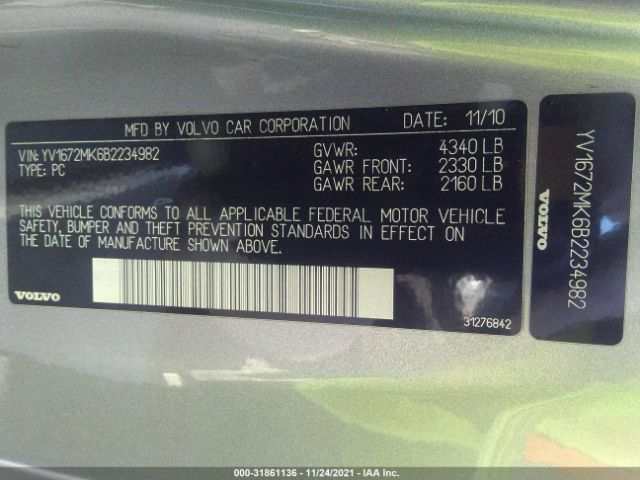 MFD BY VOLVO CAR CORPORATION DATE: 11/10
VIN: YV1672MK6B2234982 GVWR: 4340 LB
TYPE: PC GAWR FRONT: 2330 LB
GAWR REAR: 2160 LB
THIS VEHICLE CONFORMS TO ALL APPLICABLE FEDERAL MOTOR VEHICLE
SAFETY, BUMPER AND THEFT PREVENTION STANDARDS IN EFFECT ON
THE DATE OF MANUFACTURE SHOWN ABOVE.
VOLVO
31276842
YV1672MK6B2234982
VOLVO
000-31861136 - 11/24/2021 - IAA Inc.